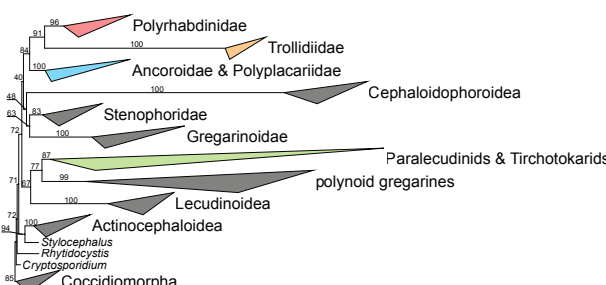 96 Polyrhabdinidae
91
100 Trollidiidae
84
100 Ancoroidae & Polyplacariidae
40
100 Cephaloidophoroidea
48
83 Stenophoridae
63
72
100 Gregarinoidae
87 Paralecudinids & Tirchotokarids
77
99 polynoid gregarines
71
87
100 Lecudinoidea
72
100 Actinocephaloidea
94
Stylocephalus
Rhytidocystis
Cryptosporidium
85 Coccidiomorpha